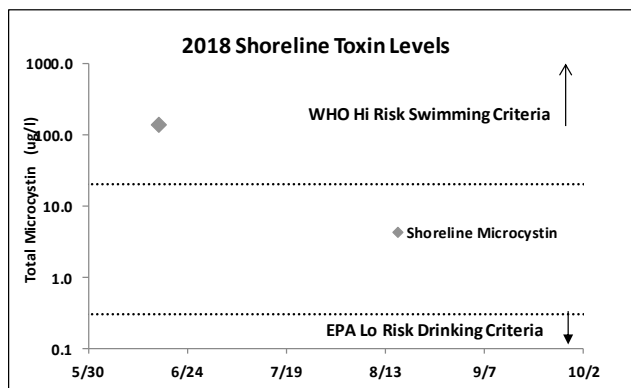 2018 Shoreline Toxin Levels
Total Microcystin (ug/l)
1000.0
100.0
10.0
1.0
0.1
WHO Hi Risk Swimming Criteria
Shoreline Microcystin
EPA Lo Risk Drinking Criteria
5/30 6/24 7/19 8/13 9/7 10/2